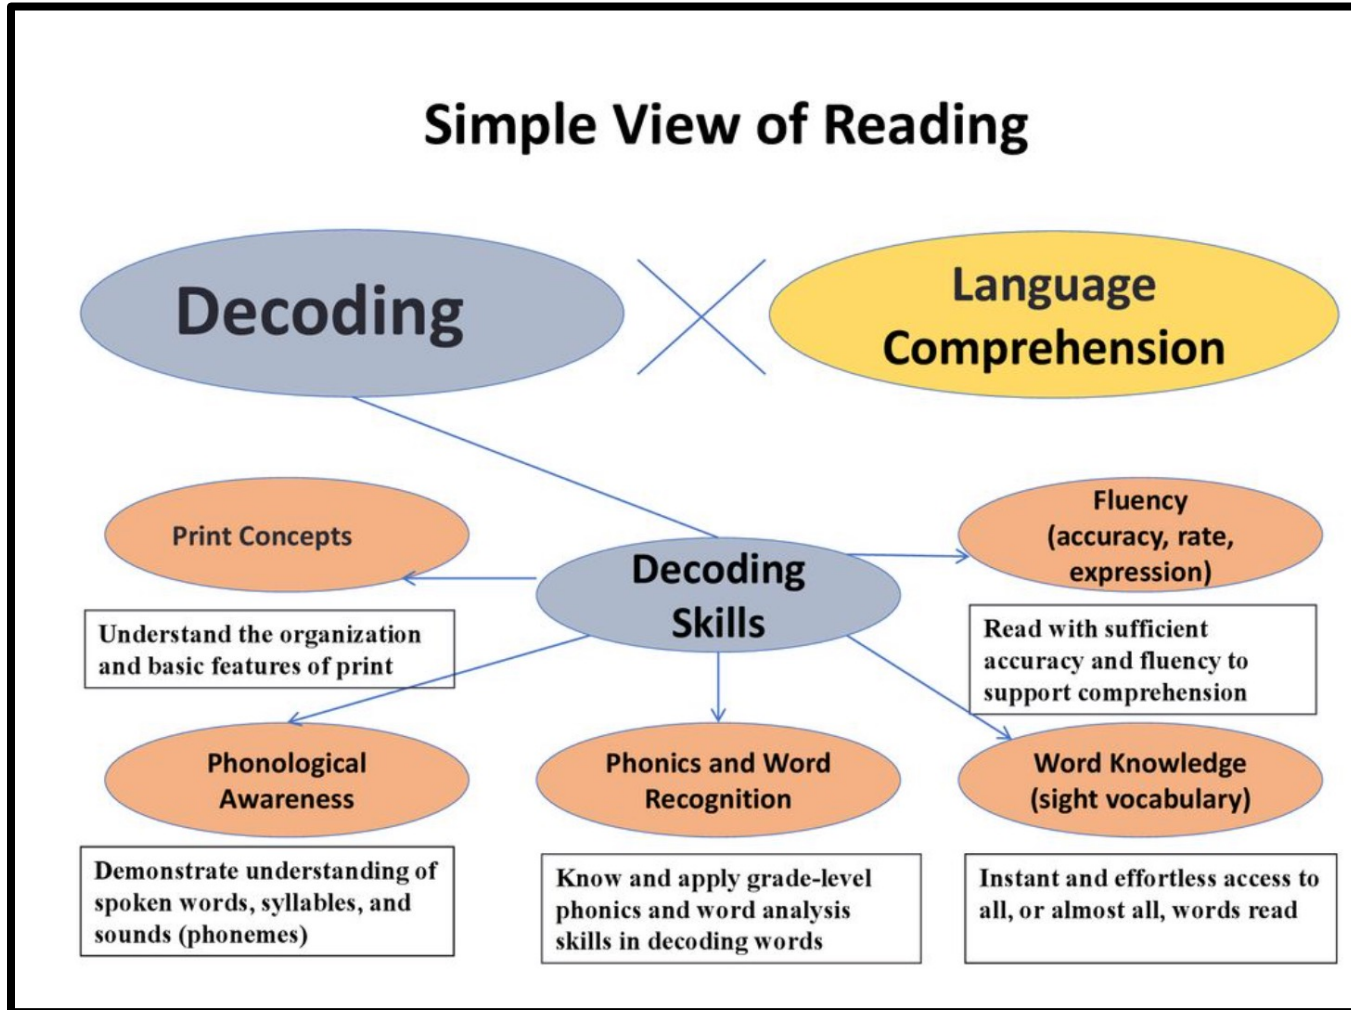 Simple View of Reading
Decoding
Language
Comprehension
Print Concepts
Understand the organization
and basic features of print
Decoding
Skills
Fluency
(accuracy, rate,
expression)
Read with sufficient
accuracy and fluency to
support comprehension
Phonological
Awareness
Demonstrate understanding of
spoken words, syllables, and
sounds (phonemes)
Phonics and Word
Recognition
Know and apply grade-level
phonics and word analysis
skills in decoding words
Word Knowledge
(sight vocabulary)
Instant and effortless access to
all, or almost all, words read